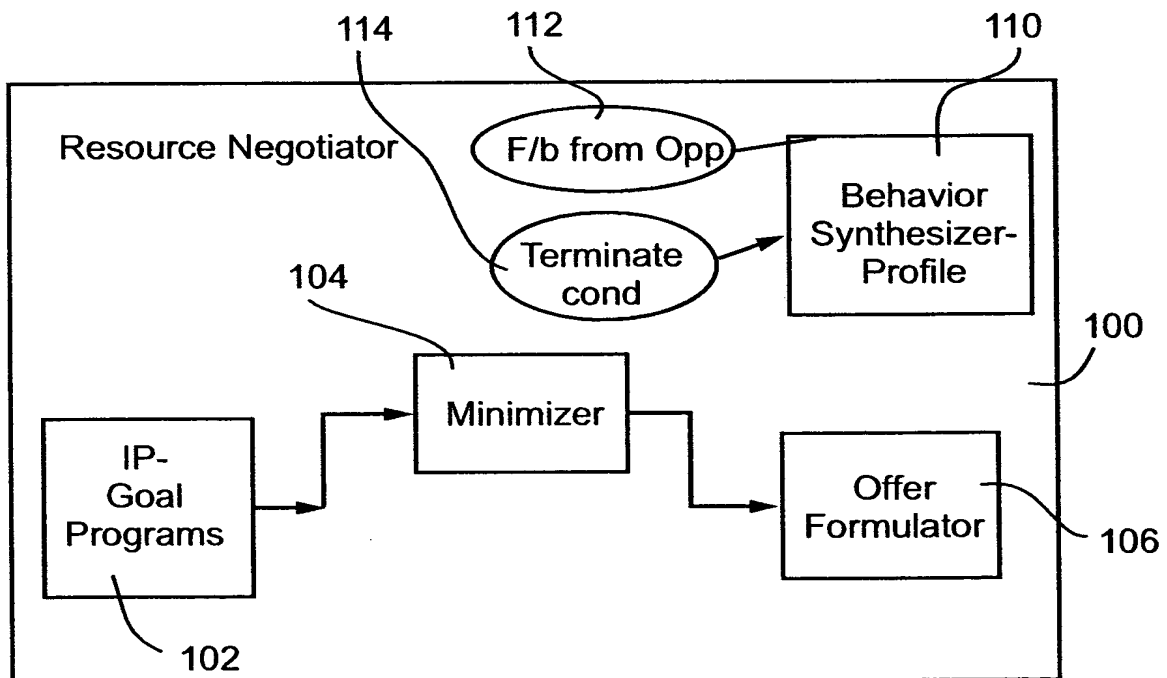 114
112
110
Resource Negotiator
F/b from Opp
Behavior
Synthesizer-
Profile
Terminate
cond
104
100
Minimizer
IP-
Goal
Programs
Offer
Formulator
106
102